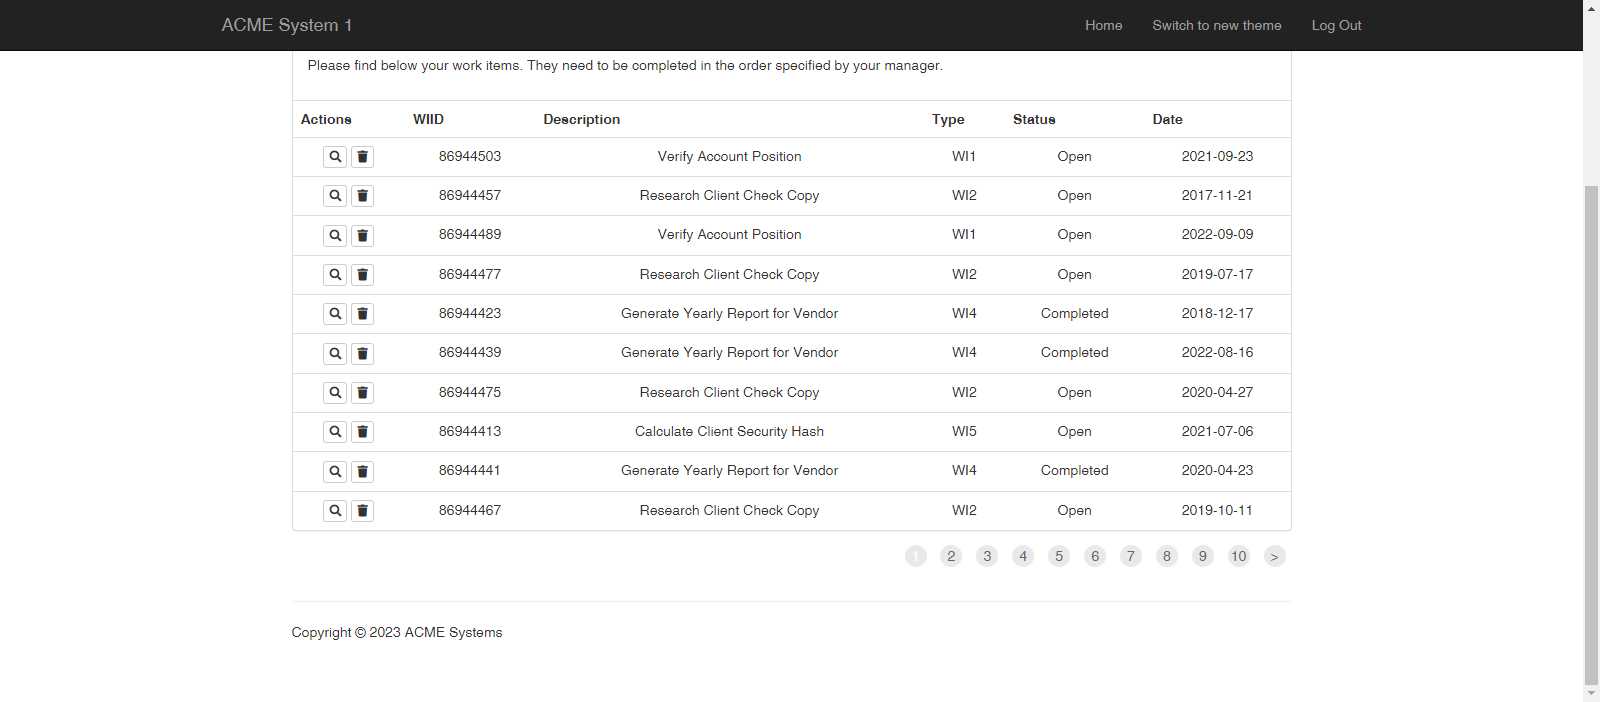 ACME System 1 Home Switch to new theme Log Out
Please find below your work items. They need to be completed in the order specified by your manager.
Actions WIID Description Type Status Date
86944503 Verify Account Position WI1 Open 2021-09-23
86944457 Research Client Check Copy WI2 Open 2017-11-21
86944489 Verify Account Position WI1 Open 2022-09-09
86944477 Research Client Check Copy WI2 Open 2019-07-17
86944423 Generate Yearly Report for Vendor WI4 Completed 2018-12-17
86944439 Generate Yearly Report for Vendor WI4 Completed 2022-08-16
86944475 Research Client Check Copy WI2 Open 2020-04-27
86944413 Calculate Client Security Hash WI5 Open 2021-07-06
86944441 Generate Yearly Report for Vendor WI4 Completed 2020-04-23
86944467 Research Client Check Copy WI2 Open 2019-10-11
1 2 3 4 5 6 7 8 9 10 >
Copyright © 2023 ACME Systems